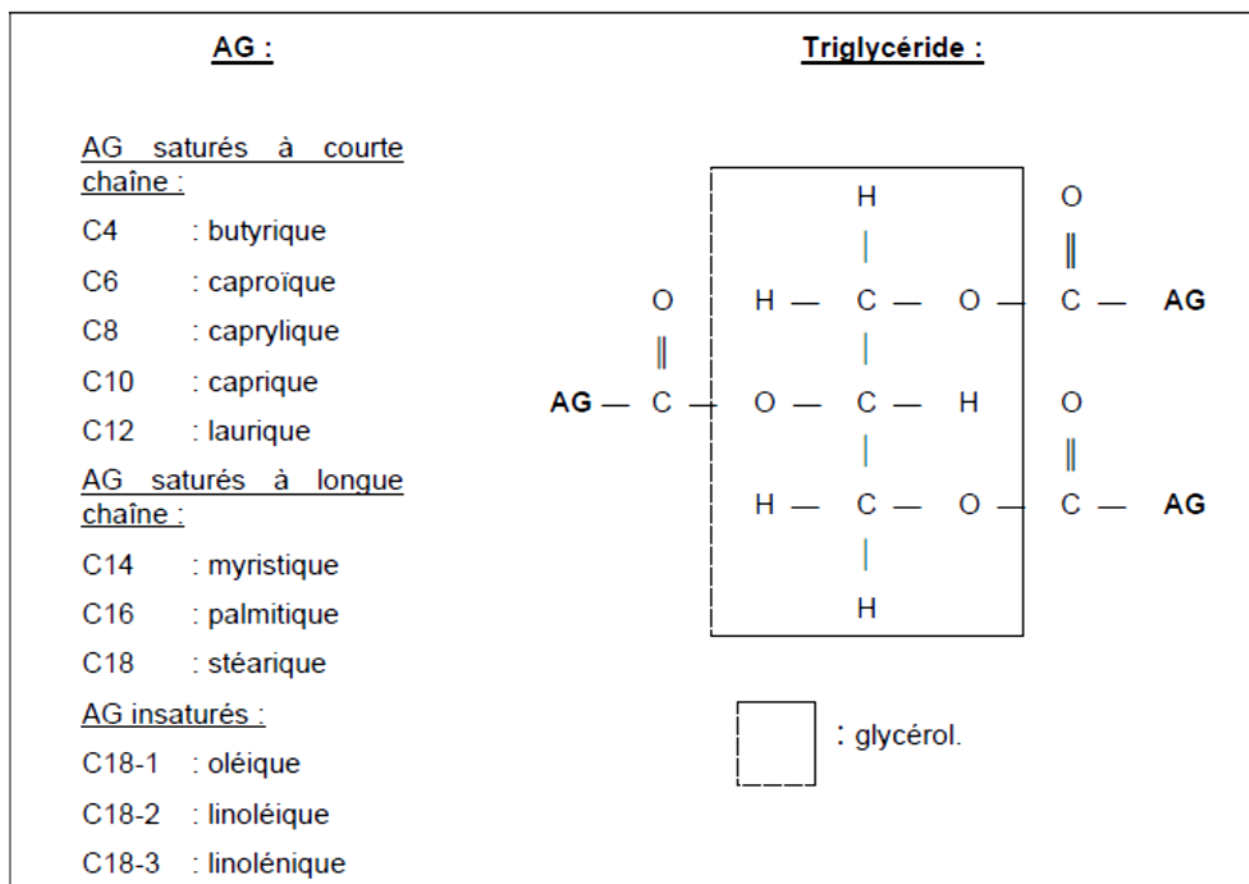 AG :
AG saturés à courte
chaîne :
C4 : butyrique
C6 : caproïque
C8 : caprylique
C10 : caprique
C12 : laurique
AG saturés à longue
chaîne :
C14 : myristique
C16 : palmitique
C18 : stéarique
AG insaturés :
C18-1 : oléique
C18-2 : linoléique
C18-3 : linolénique
Triglycéride :
H O
| ‖
O H — C — O — C — AG
‖ |
AG — C — O — C — H O
| ‖
H — C — O — C — AG
|
H
: glycérol.